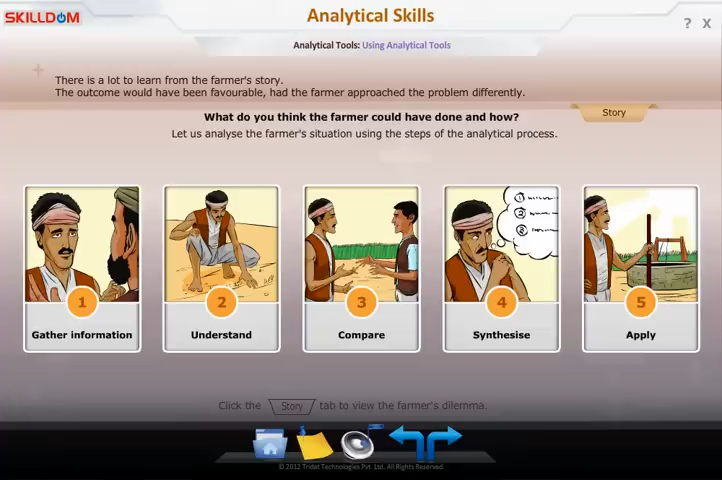 SKILLDOM
Analytical Skills
? X
Analytical Tools: Using Analytical Tools
There is a lot to learn from the farmer's story.
The outcome would have been favourable, had the farmer approached the problem differently.
Story
What do you think the farmer could have done and how?
Let us analyse the farmer's situation using the steps of the analytical process.
1 2 3 4 5
Gather information Understand Compare Synthesise Apply
Click the Story tab to view the farmer's dilemma.
© 2012 Tridat Technologies Pvt. Ltd. All Rights Reserved.